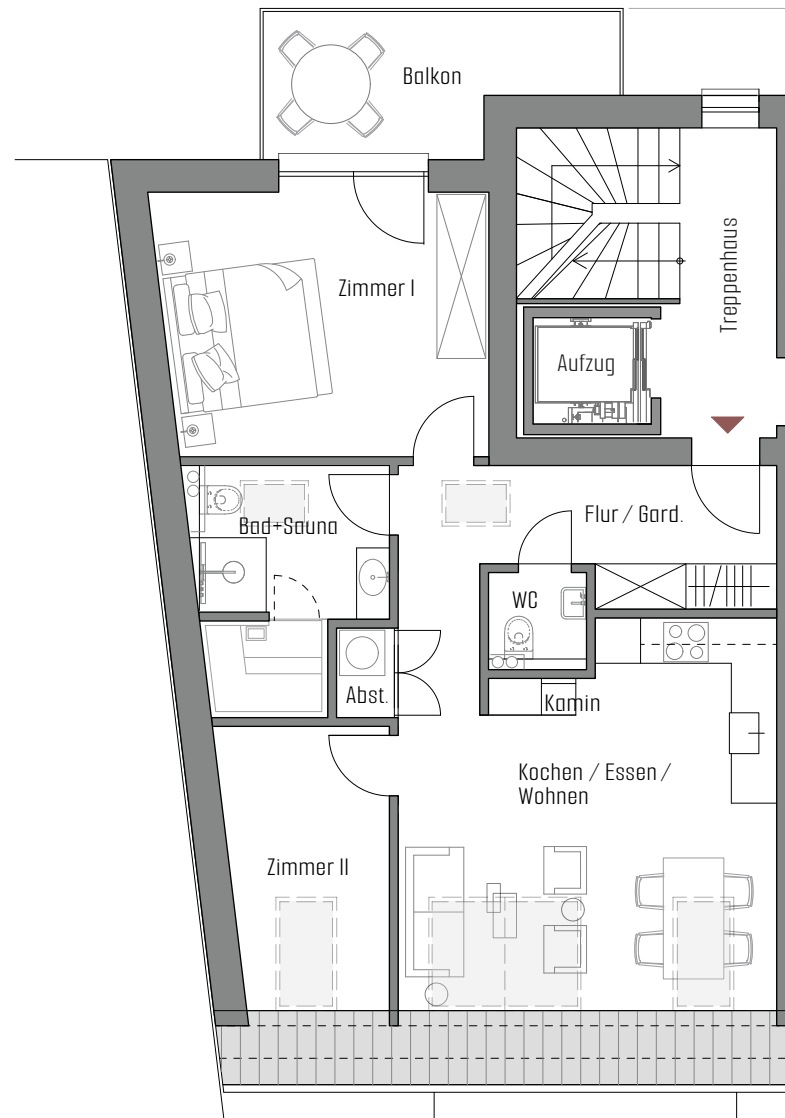 Balkon
Zimmer I
Treppenhaus
Aufzug
Flur / Gard.
Bad+Sauna
WC
Abst.
Kamin
Kochen / Essen /
Wohnen
Zimmer II